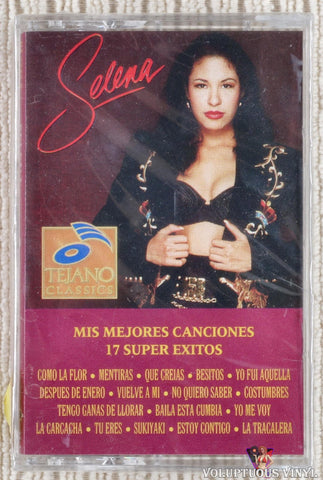 Selena
TEJANO
CLASSICS
MIS MEJORES CANCIONES
17 SUPER EXITOS
COMO LA FLOR • MENTIRAS • QUE CREIAS • BESITOS • YO FUI AQUELLA
DESPUES DE ENERO • VUELVE A MI • NO QUIERO SABER • COSTUMBRES
TENGO GANAS DE LLORAR • BAILA ESTA CUMBIA • YO ME VOY
LA CARCACHA • TU ERES • SUKIYAKI • ESTOY CONTIGO • LA TRACALERA
VOLUPTUOUS VINYL